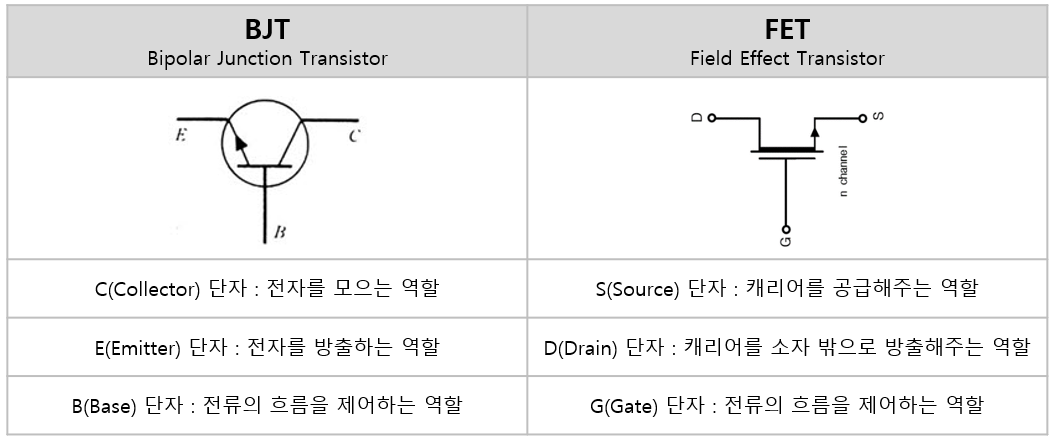 BJT
Bipolar Junction Transistor
FET
Field Effect Transistor
E
C
B
D
S
n channel
G
C(Collector) 단자 : 전자를 모으는 역할
S(Source) 단자 : 캐리어를 공급해주는 역할
E(Emitter) 단자 : 전자를 방출하는 역할
D(Drain) 단자 : 캐리어를 소자 밖으로 방출해주는 역할
B(Base) 단자 : 전류의 흐름을 제어하는 역할
G(Gate) 단자 : 전류의 흐름을 제어하는 역할